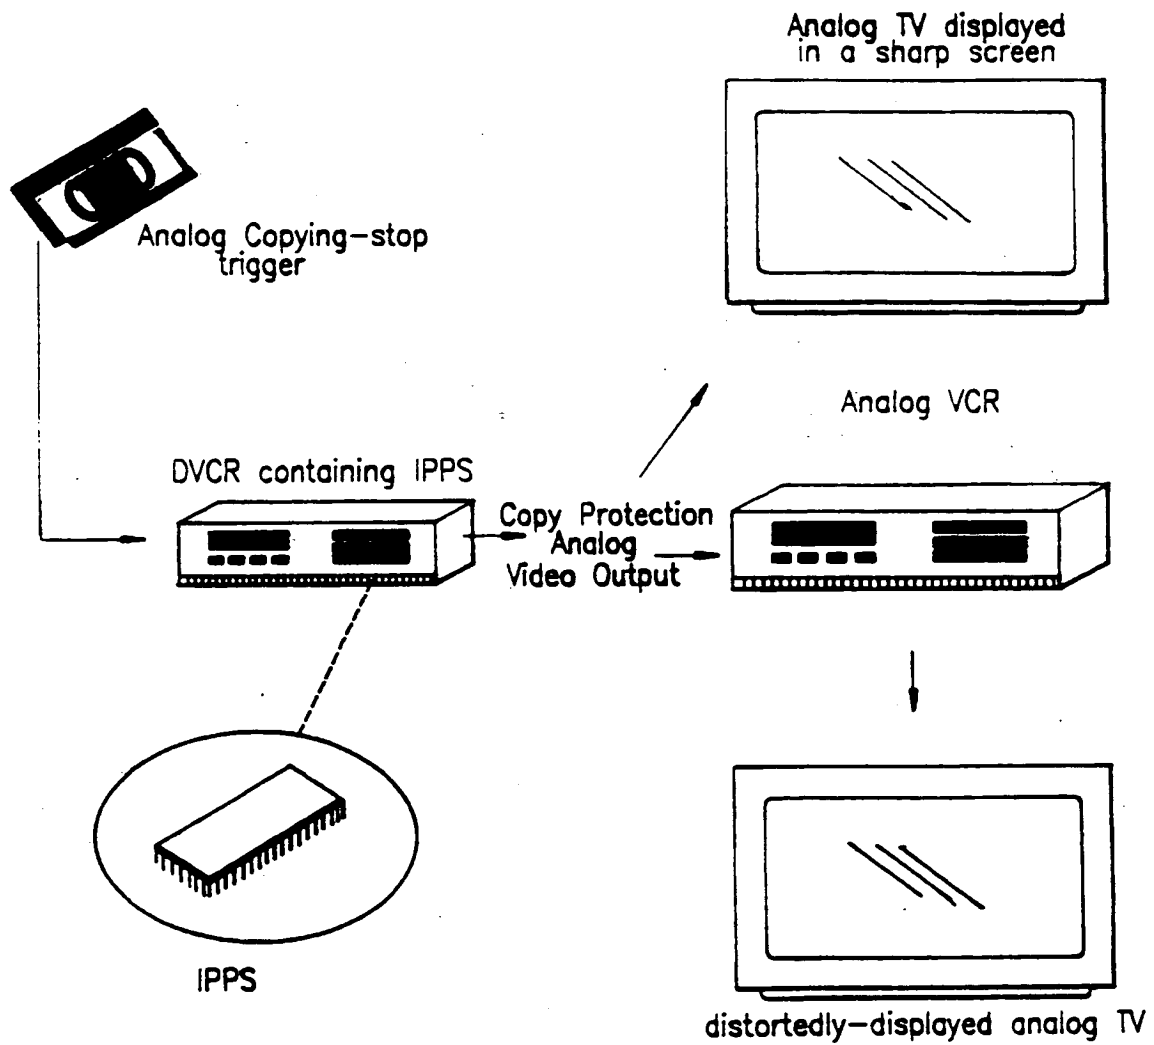 Analog TV displayed
in a sharp screen
Analog Copying-stop
trigger
Analog VCR
DVCR containing IPPS
Copy Protection
Analog
Video Output
IPPS
distortedly-displayed analog TV